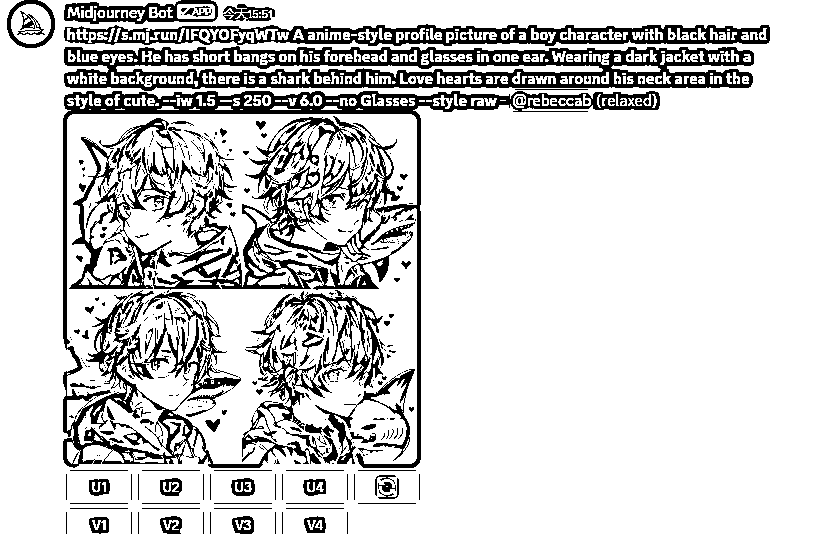 Midjourney Bot ✓ APP 今天15:51
https://s.mj.run/IFQYOFyqWTw A anime-style profile picture of a boy character with black hair and
blue eyes. He has short bangs on his forehead and glasses in one ear. Wearing a dark jacket with a
white background, there is a shark behind him. Love hearts are drawn around his neck area in the
style of cute. --iw 1.5 --s 250 --v 6.0 --no Glasses --style raw - @rebeccab (relaxed)
U1 U2 U3 U4
V1 V2 V3 V4